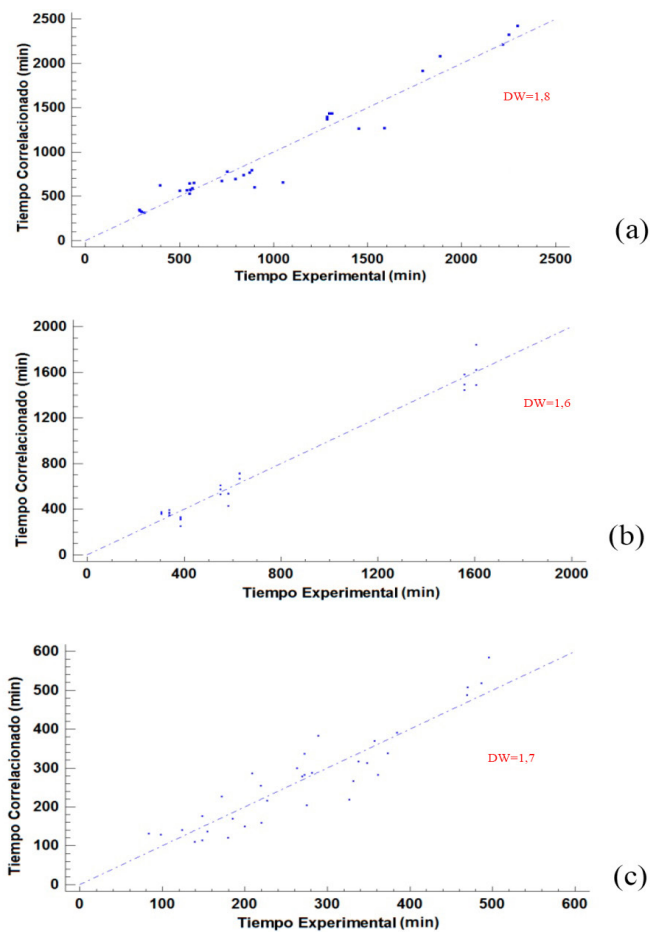 2500
2000
1500
1000
500
0
Tiempo Correlacionado (min)
DW=1,8
0 500 1000 1500 2000 2500
Tiempo Experimental (min)
(a)
2000
1600
1200
800
400
0
Tiempo Correlacionado (min)
DW=1,6
0 400 800 1200 1600 2000
Tiempo Experimental (min)
(b)
600
500
400
300
200
100
0
Tiempo Correlacionado (min)
DW=1,7
0 100 200 300 400 500 600
Tiempo Experimental (min)
(c)